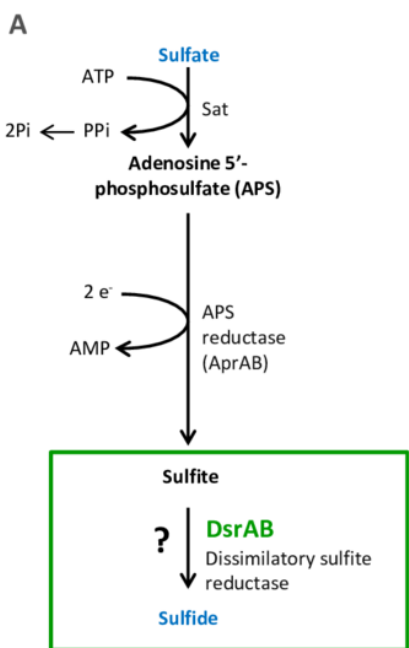 A
Sulfate
ATP
Sat
2Pi
PPi
Adenosine 5’-
phosphosulfate (APS)
2 e-
APS
reductase
(AprAB)
AMP
Sulfite
?
DsrAB
Dissimilatory sulfite
reductase
Sulfide